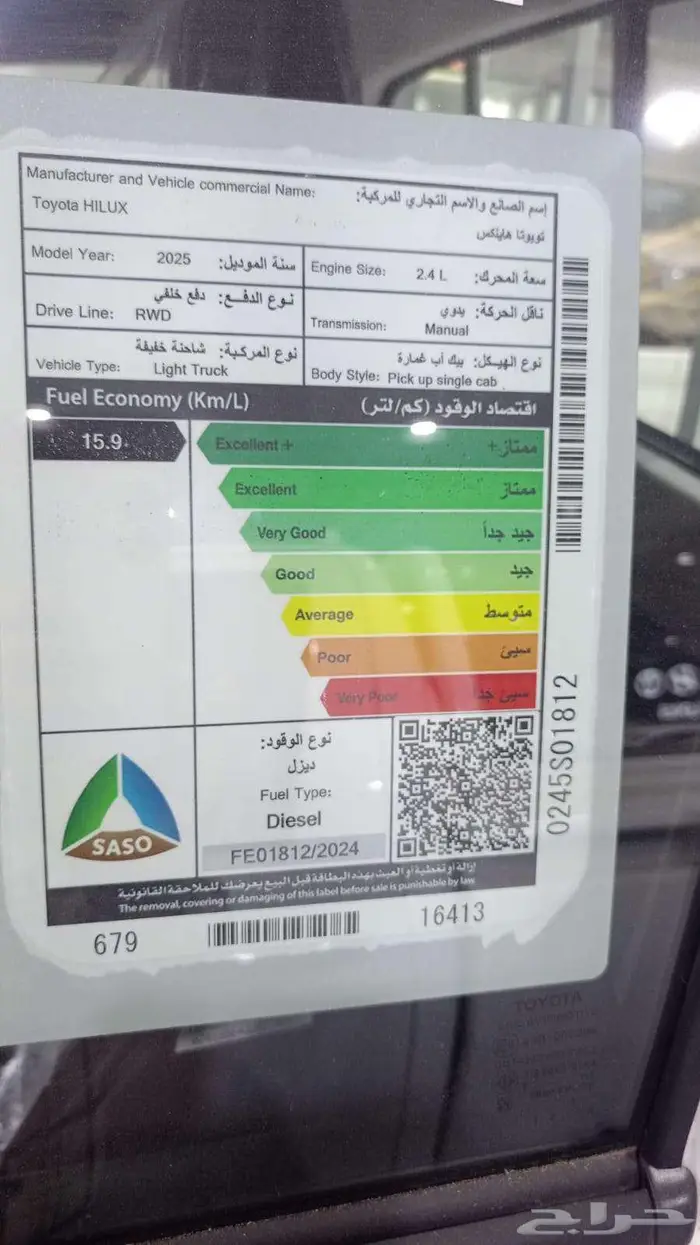 Manufacturer and Vehicle commercial Name:
إسم الصانع والاسم التجاري للمركبة:
Toyota HILUX
تويوتا هايلكس
Model Year: 2025 سنة الموديل:
Engine Size: 2.4 L سعة المحرك:
Drive Line: RWD نوع الدفع: دفع خلفي
Transmission: Manual ناقل الحركة: يدوي
Vehicle Type: Light Truck نوع المركبة: شاحنة خفيفة
Body Style: Pick up single cab نوع الهيكل: بيك أب غمارة
Fuel Economy (Km/L) اقتصاد الوقود (كم/لتر)
15.9
Excellent + ممتاز+
Excellent ممتاز
Very Good جيد جداً
Good جيد
Average متوسط
Poor سيئ
Very Poor سيئ جداً
نوع الوقود:
ديزل
Fuel Type:
Diesel
FE01812/2024
SASO
0245S01812
إزالة أو تغطية أو العبث بهذه البطاقة قبل البيع يعرضك للملاحقة القانونية
The removal, covering or damaging of this label before sale is punishable by law
679
16413
TOYOTA
حراج